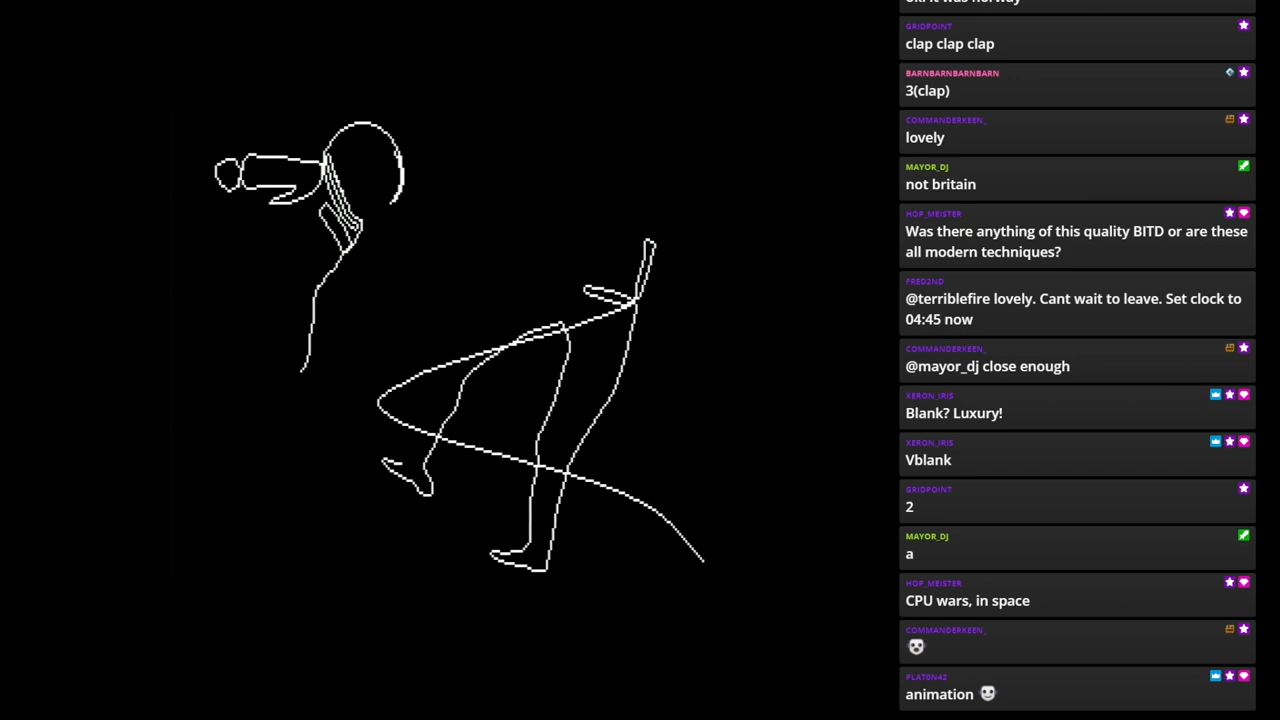 GRIDPOINT
clap clap clap
BARNBARNBARNBARN
3(clap)
COMMANDERKEEN_
lovely
MAYOR_DJ
not britain
HOP_MEISTER
Was there anything of this quality BITD or are these
all modern techniques?
FRED2ND
@terriblefire lovely. Cant wait to leave. Set clock to
04:45 now
COMMANDERKEEN_
@mayor_dj close enough
XERON_IRIS
Blank? Luxury!
XERON_IRIS
Vblank
GRIDPOINT
2
MAYOR_DJ
a
HOP_MEISTER
CPU wars, in space
COMMANDERKEEN_
PLAT0N42
animation